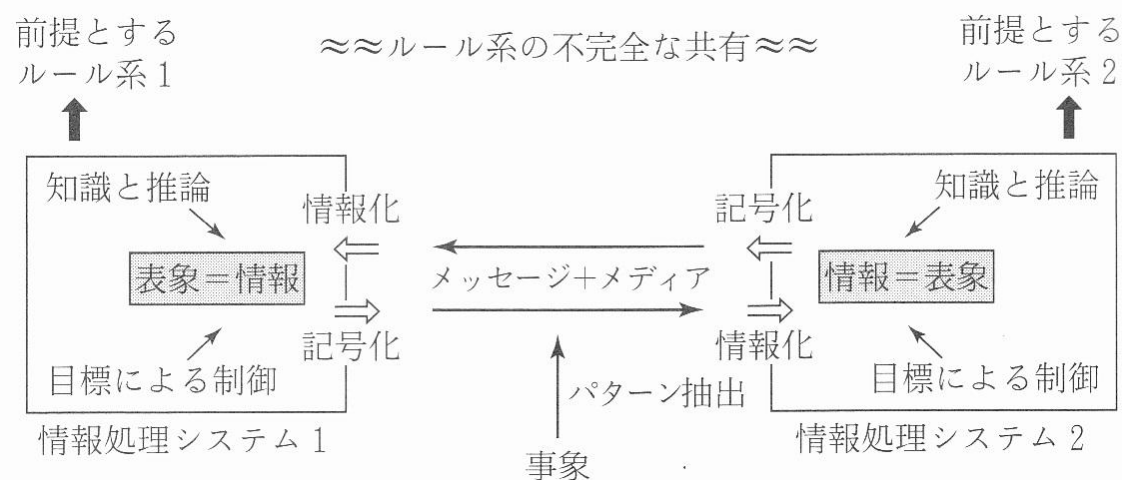 前提とする
ルール系 1
≈≈ルール系の不完全な共有≈≈
前提とする
ルール系 2
知識と推論
情報化
表象＝情報
記号化
目標による制御
情報処理システム 1
メッセージ＋メディア
パターン抽出
事象
記号化
知識と推論
情報＝表象
情報化
目標による制御
情報処理システム 2